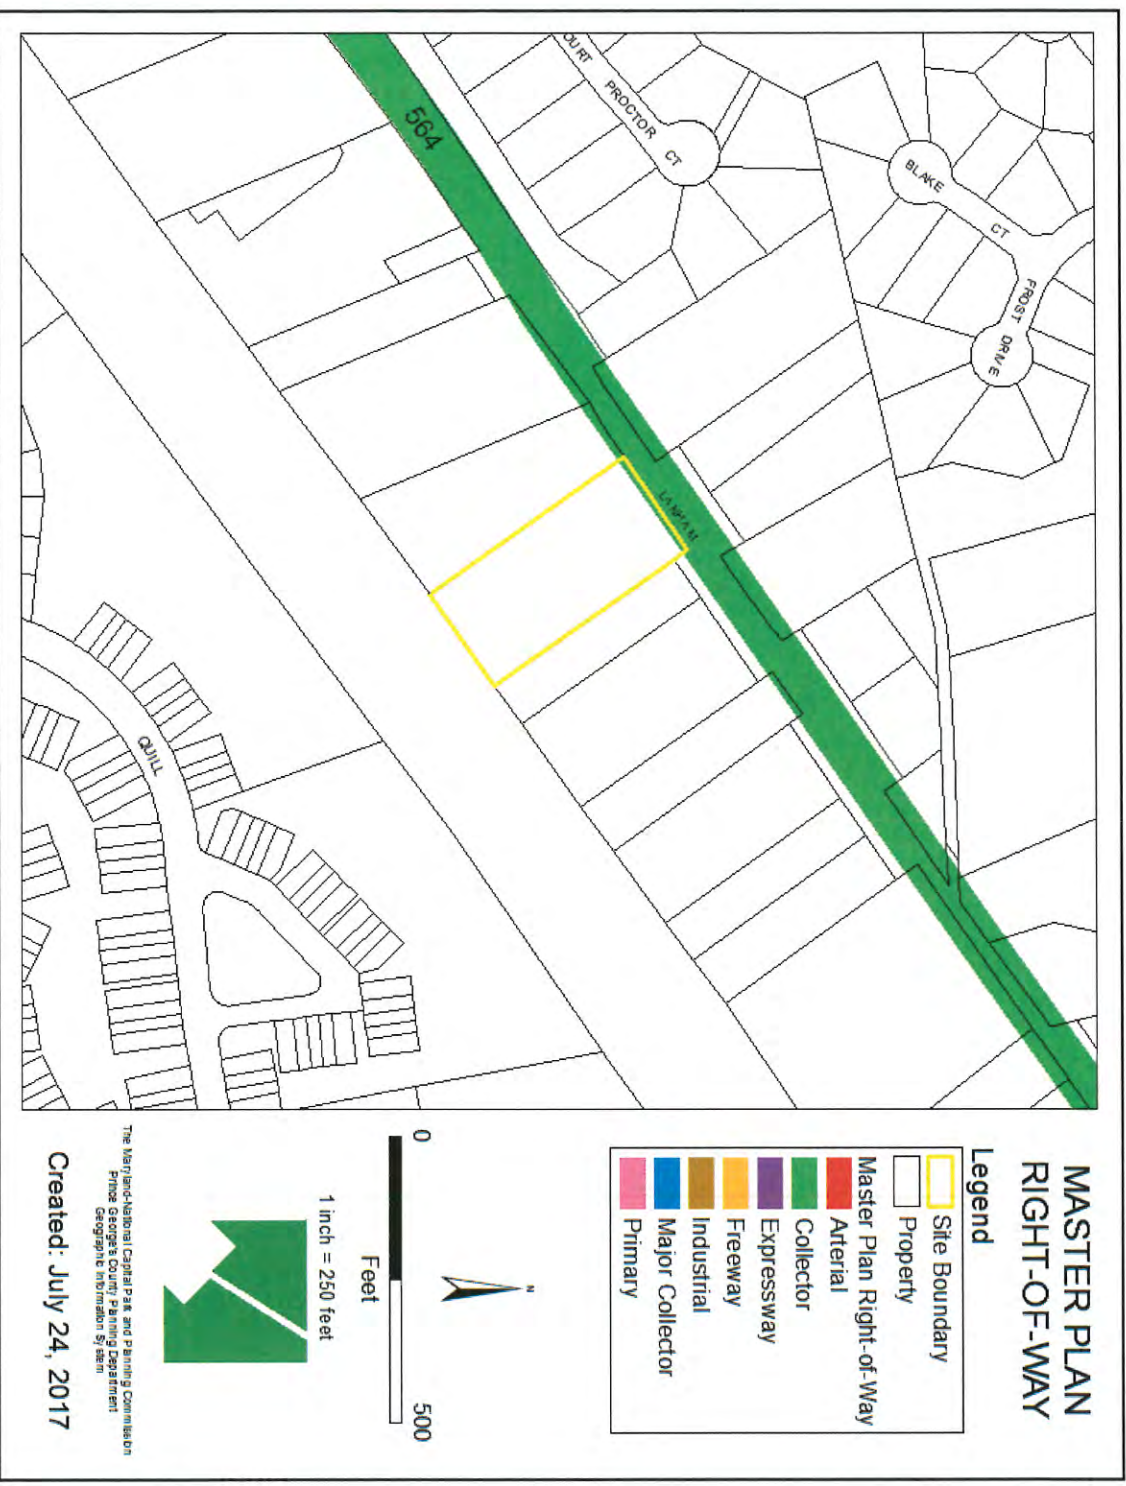 MASTER PLAN
RIGHT-OF-WAY
Legend
Site Boundary
Property
Master Plan Right-of-Way
Arterial
Collector
Expressway
Freeway
Industrial
Major Collector
Primary
N
0
500
Feet
1 inch = 250 feet
The Maryland-National Capital Park and Planning Commission
Prince George's County Planning Department
Geographic Information System
Created: July 24, 2017
564
OURT
PROCTOR CT
BLAKE CT
FROST DRIVE
LANHAM
QUILL